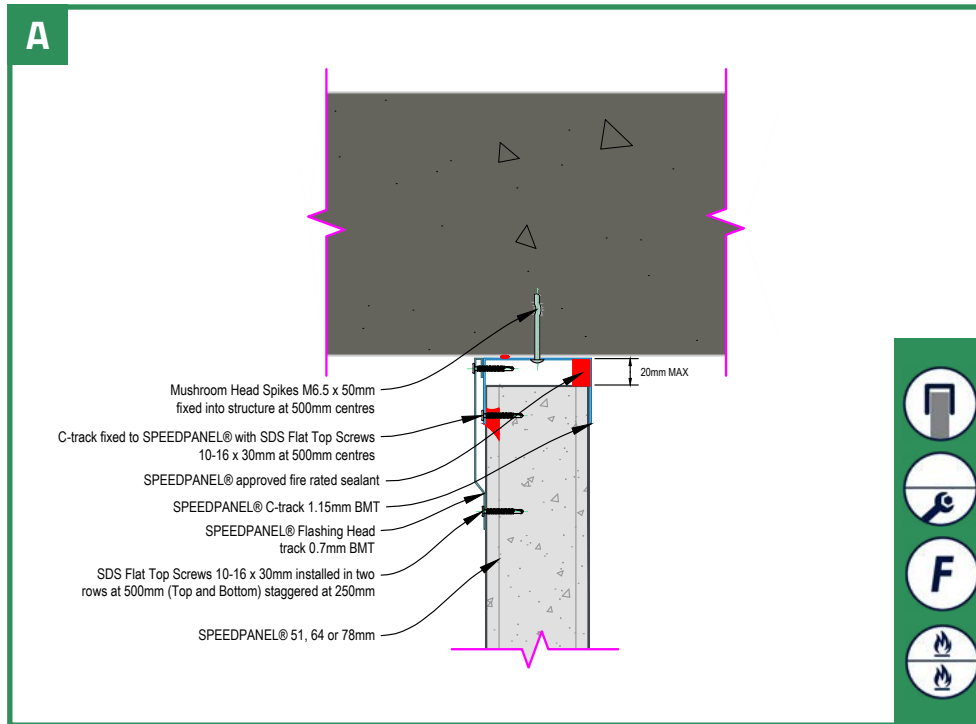 A
20mm MAX
Mushroom Head Spikes M6.5 x 50mm
fixed into structure at 500mm centres
C-track fixed to SPEEDPANEL® with SDS Flat Top Screws
10-16 x 30mm at 500mm centres
SPEEDPANEL® approved fire rated sealant
SPEEDPANEL® C-track 1.15mm BMT
SPEEDPANEL® Flashing Head
track 0.7mm BMT
SDS Flat Top Screws 10-16 x 30mm installed in two
rows at 500mm (Top and Bottom) staggered at 250mm
SPEEDPANEL® 51, 64 or 78mm
F